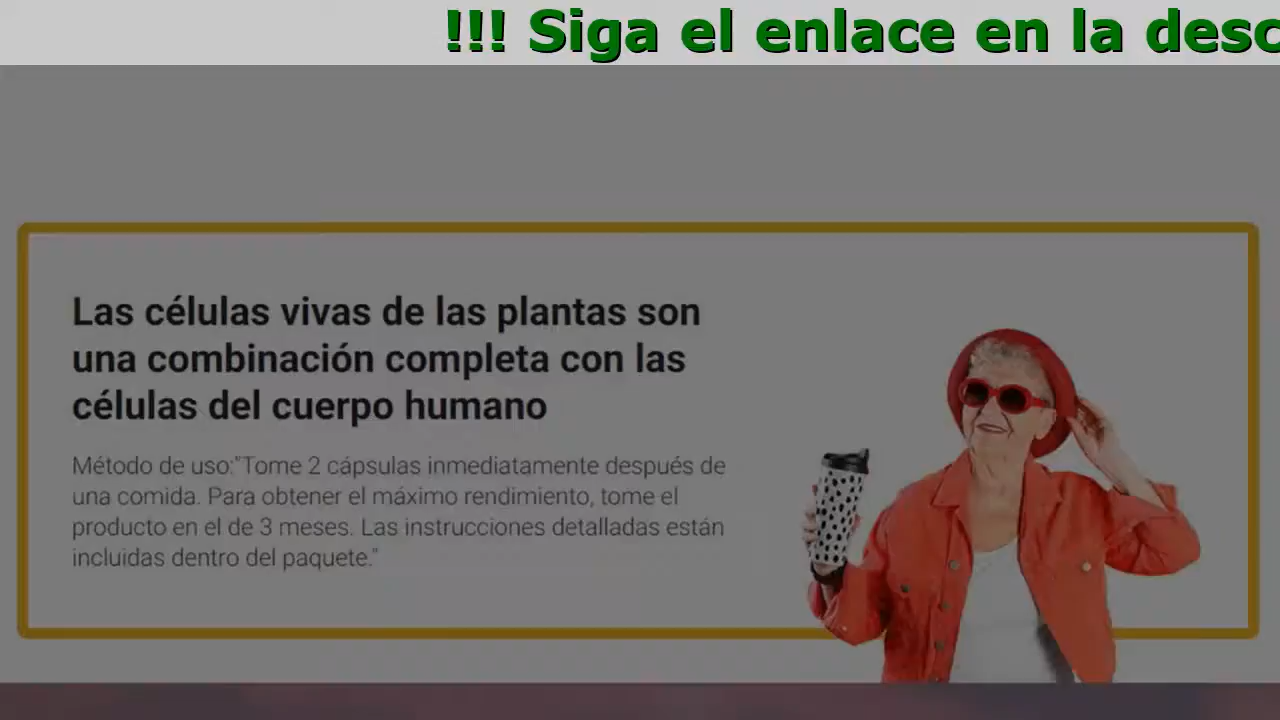 !!! Siga el enlace en la desc
Las células vivas de las plantas son
una combinación completa con las
células del cuerpo humano
Método de uso:"Tome 2 cápsulas inmediatamente después de
una comida. Para obtener el máximo rendimiento, tome el
producto en el de 3 meses. Las instrucciones detalladas están
incluidas dentro del paquete."